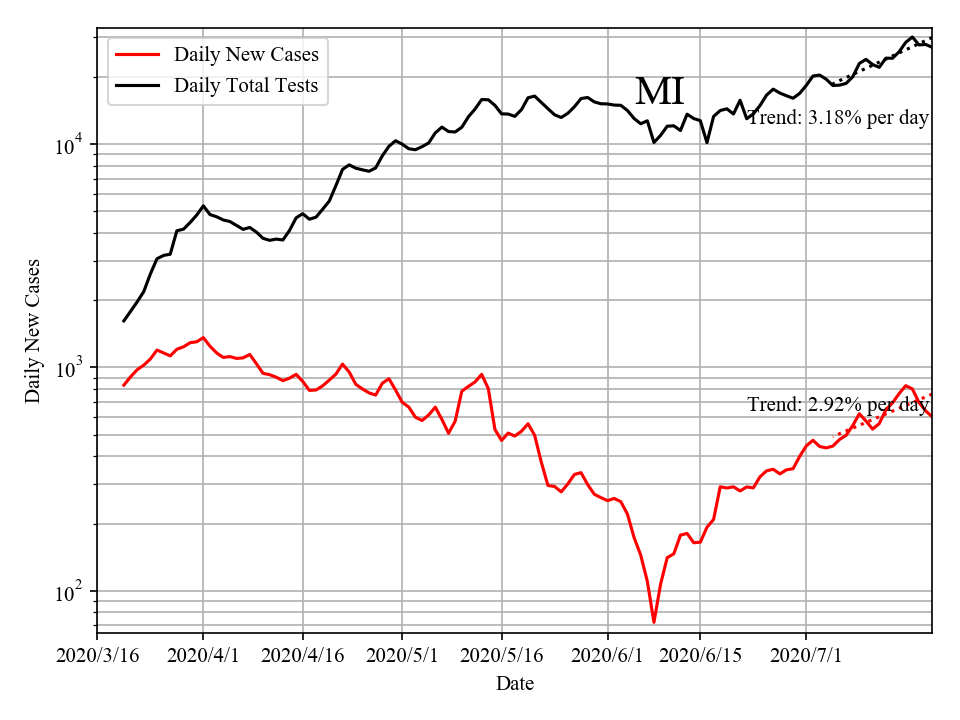 Daily New Cases
Daily Total Tests
MI
Trend: 3.18% per day
Trend: 2.92% per day
Daily New Cases
10^4
10^3
10^2
2020/3/16 2020/4/1 2020/4/16 2020/5/1 2020/5/16 2020/6/1 2020/6/15 2020/7/1
Date